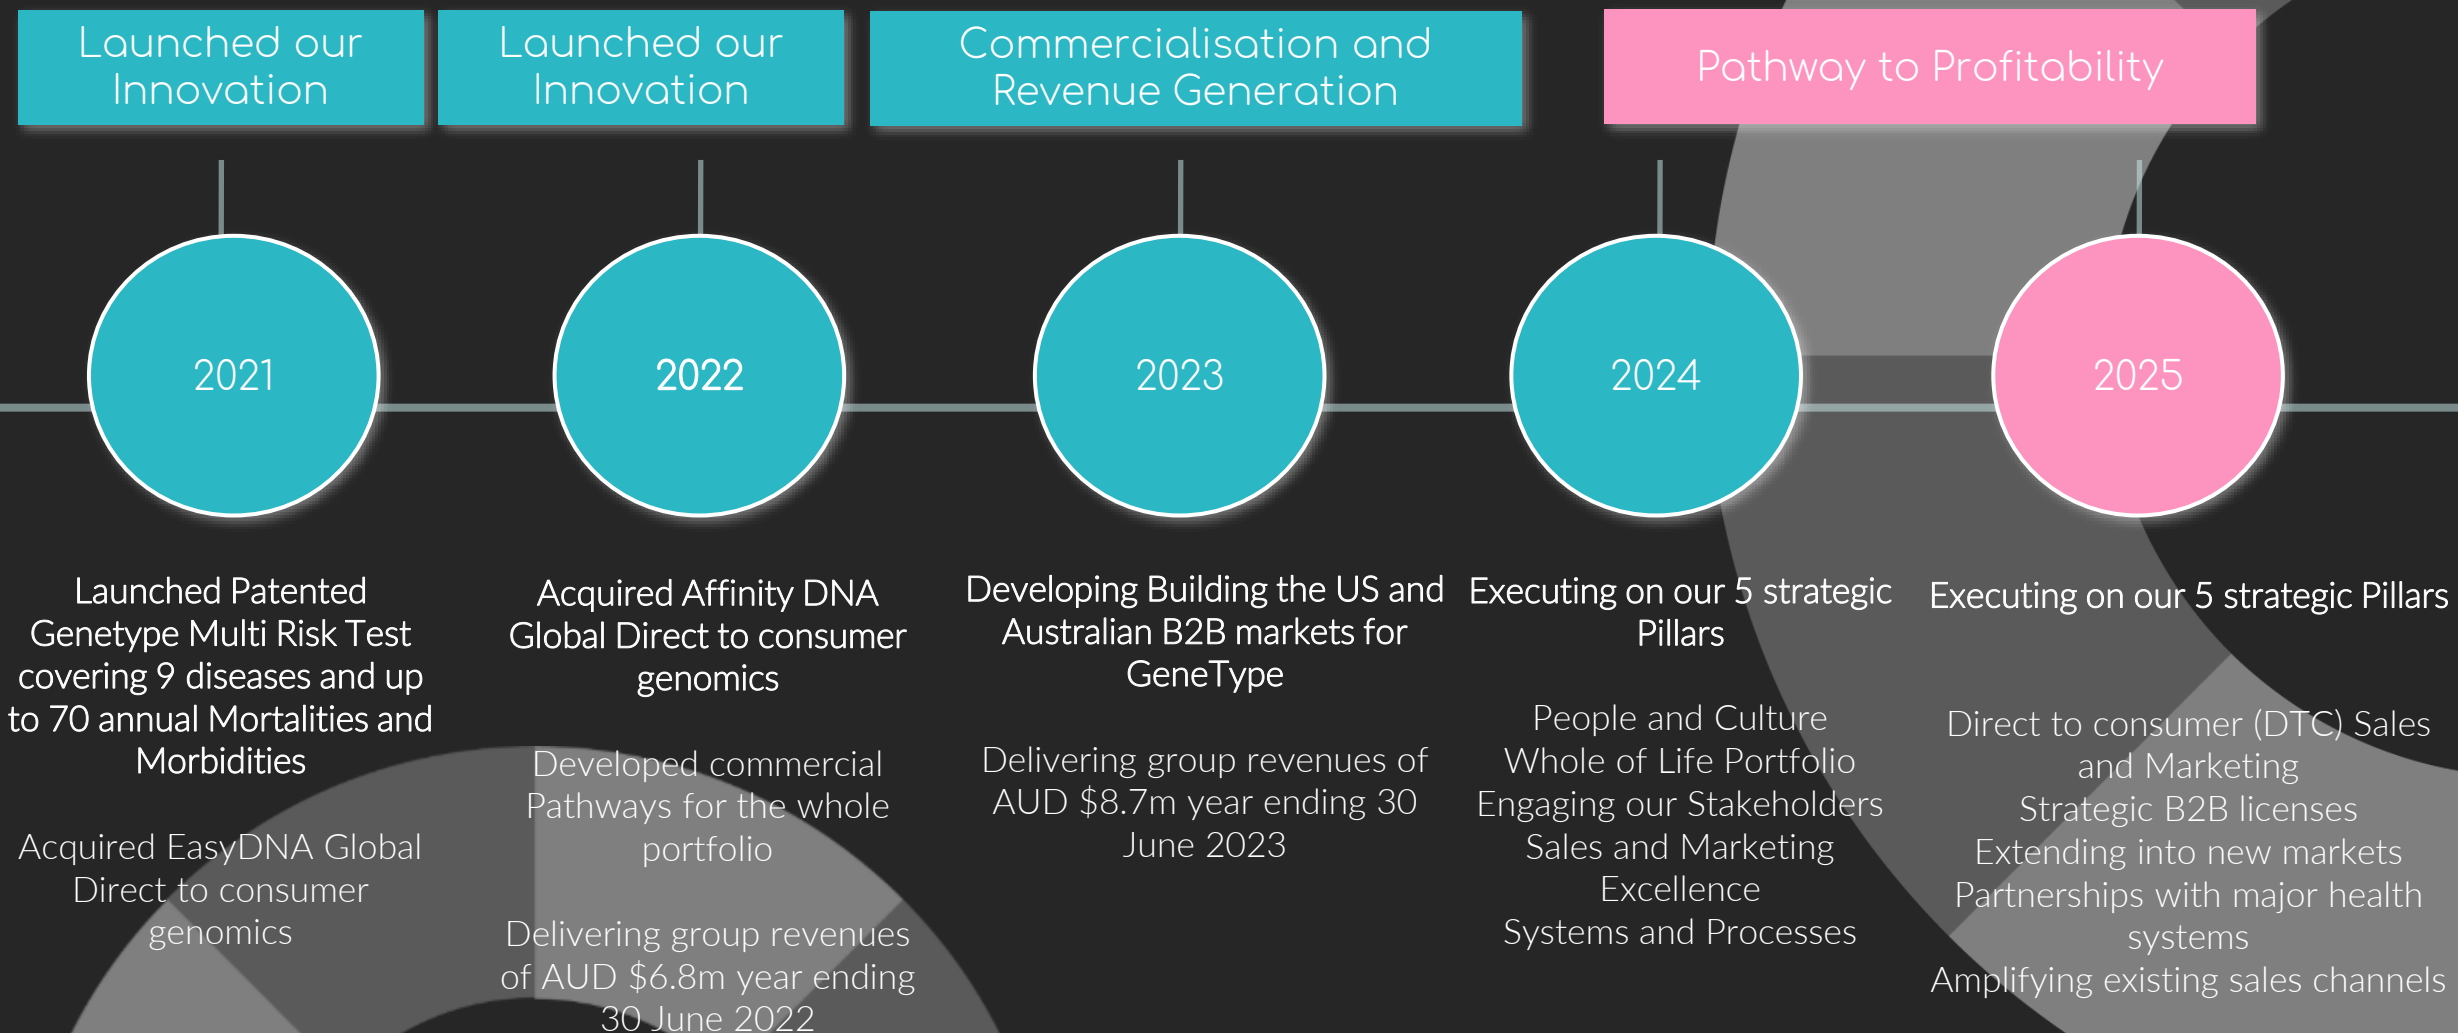 Launched our
Innovation
Launched our
Innovation
Commercialisation and
Revenue Generation
Pathway to Profitability
2021
2022
2023
2024
2025
Launched Patented
Genetype Multi Risk Test
covering 9 diseases and up
to 70 annual Mortalities and
Morbidities
Acquired EasyDNA Global
Direct to consumer
genomics
Acquired Affinity DNA
Global Direct to consumer
genomics
Developed commercial
Pathways for the whole
portfolio
Delivering group revenues
of AUD $6.8m year ending
30 June 2022
Developing Building the US and
Australian B2B markets for
GeneType
Delivering group revenues of
AUD $8.7m year ending 30
June 2023
Executing on our 5 strategic
Pillars
People and Culture
Whole of Life Portfolio
Engaging our Stakeholders
Sales and Marketing
Excellence
Systems and Processes
Executing on our 5 strategic Pillars
Direct to consumer (DTC) Sales
and Marketing
Strategic B2B licenses
Extending into new markets
Partnerships with major health
systems
Amplifying existing sales channels